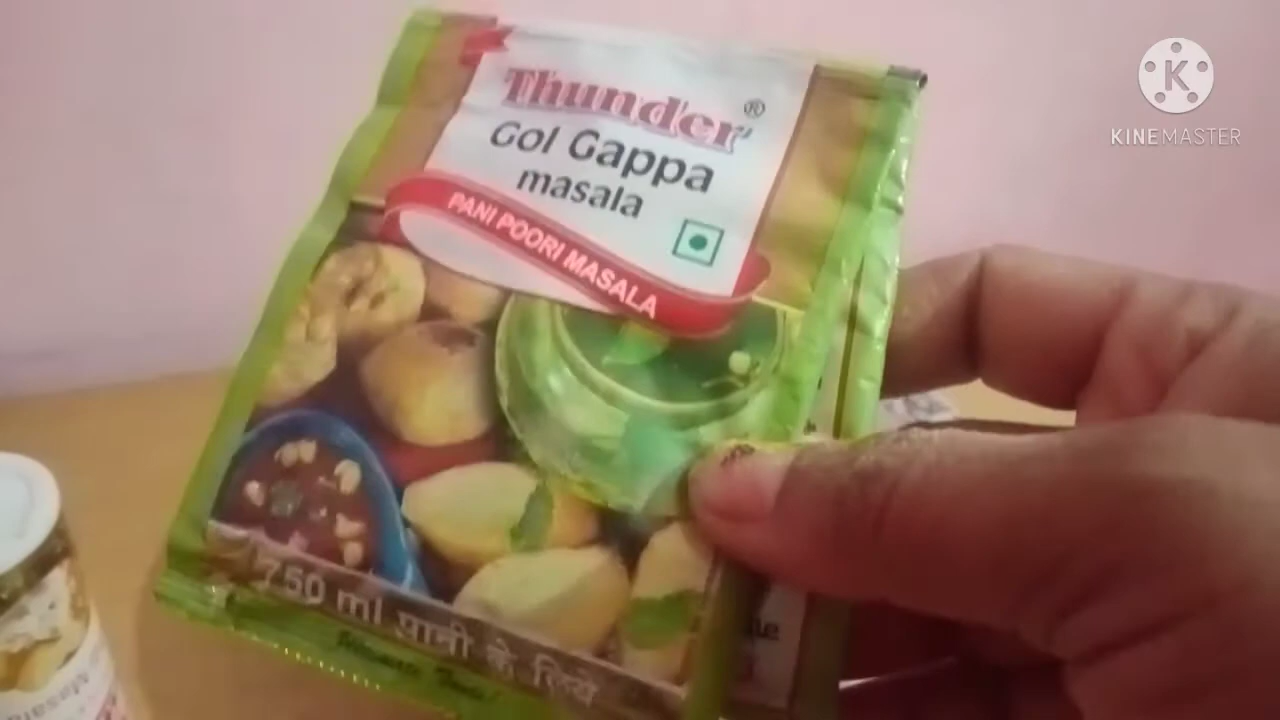 Thunder®
Gol Gappa
masala
PANI POORI MASALA
750 ml पानी के लिये
KINEMASTER